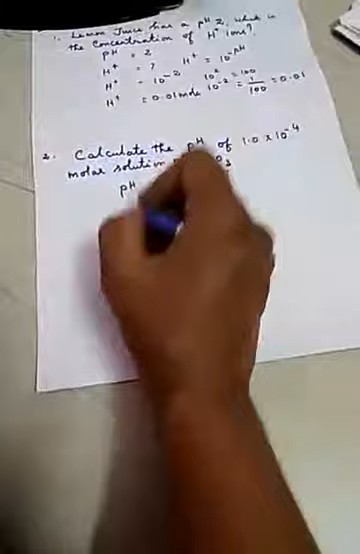 1. Lemon Juice has a pH 2, what is
the concentration of H+ ions?
pH = 2
H+ = ? H+ = 10^-pH
H+ = 10^-2 10^2 = 100
H+ = 0.01 mole 10^-2 = 1/100 = 0.01
2. Calculate the pH of 1.0 x 10^-4
molar solution
pH